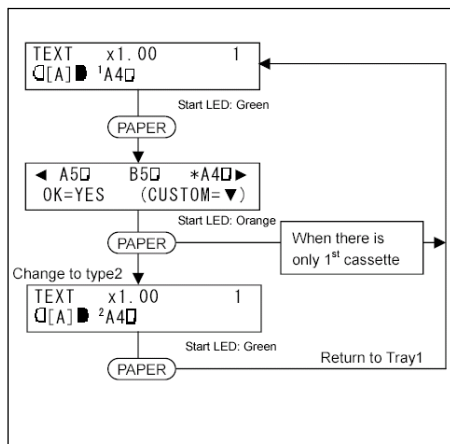 TEXT x1.00 1
[A] ¹A4
Start LED: Green
PAPER
◀ A5 B5 *A4▶
OK=YES (CUSTOM=▼)
Start LED: Orange
PAPER
When there is
only 1st cassette
Change to type2
TEXT x1.00 1
[A] ²A4
Start LED: Green
PAPER
Return to Tray1